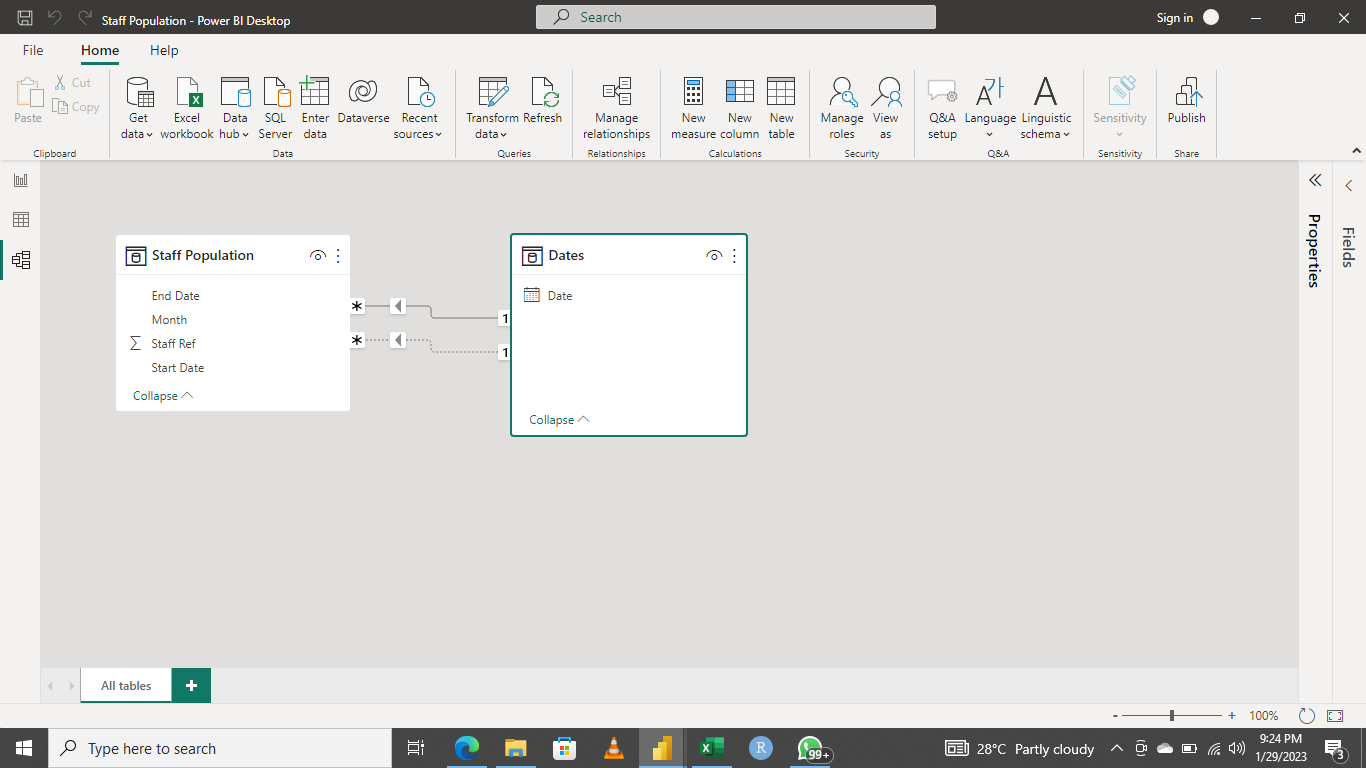 Staff Population - Power BI Desktop
Search
Sign in
File Home Help
Paste
Cut
Copy
Clipboard
Get data
Excel workbook
Data hub
SQL Server
Enter data
Dataverse
Recent sources
Data
Transform data
Refresh
Queries
Manage relationships
Relationships
New measure
New column
New table
Calculations
Manage roles
View as
Security
Q&A setup
Language
Linguistic schema
Q&A
Sensitivity
Sensitivity
Publish
Share
Staff Population
End Date
Month
Staff Ref
Start Date
Collapse
* 1
* 1
Dates
Date
Collapse
Properties
Fields
All tables
+
- + 100%
Type here to search
X
R
99+
28°C Partly cloudy
9:24 PM
1/29/2023
3